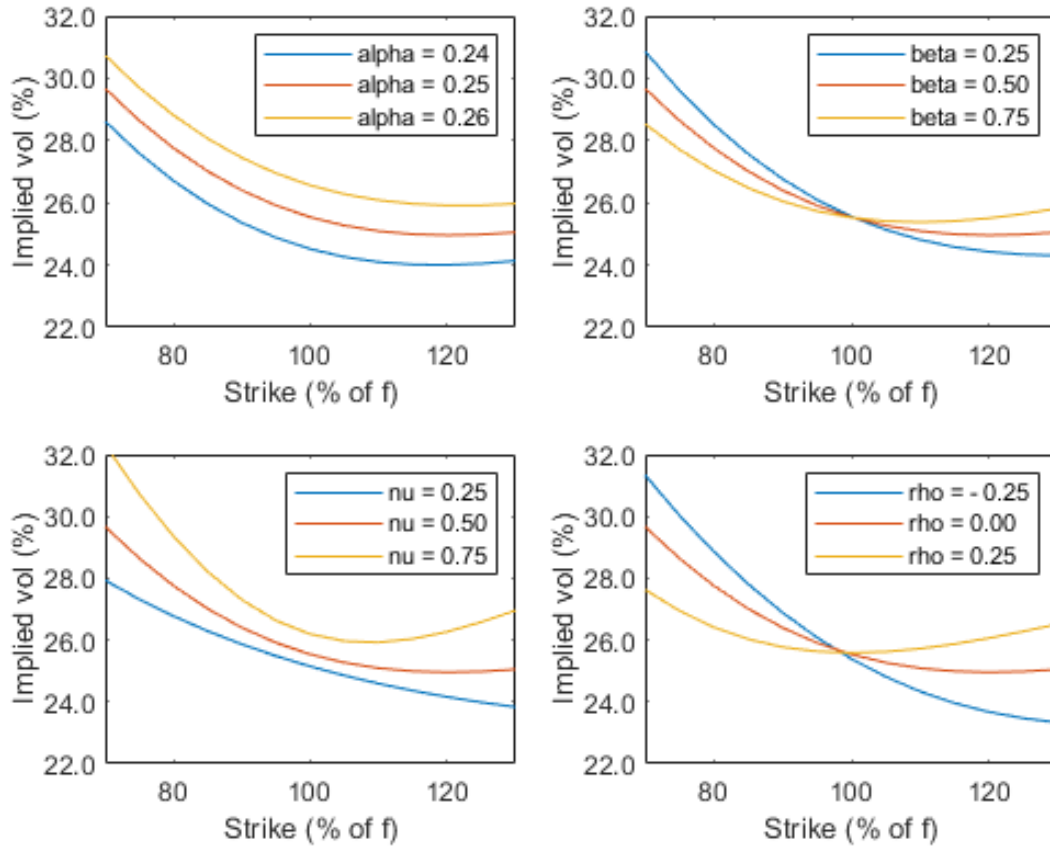 32.0
30.0
28.0
26.0
24.0
22.0
Implied vol (%)
alpha = 0.24
alpha = 0.25
alpha = 0.26
80
100
120
Strike (% of f)
32.0
30.0
28.0
26.0
24.0
22.0
Implied vol (%)
beta = 0.25
beta = 0.50
beta = 0.75
80
100
120
Strike (% of f)
32.0
30.0
28.0
26.0
24.0
22.0
Implied vol (%)
nu = 0.25
nu = 0.50
nu = 0.75
80
100
120
Strike (% of f)
32.0
30.0
28.0
26.0
24.0
22.0
Implied vol (%)
rho = - 0.25
rho = 0.00
rho = 0.25
80
100
120
Strike (% of f)